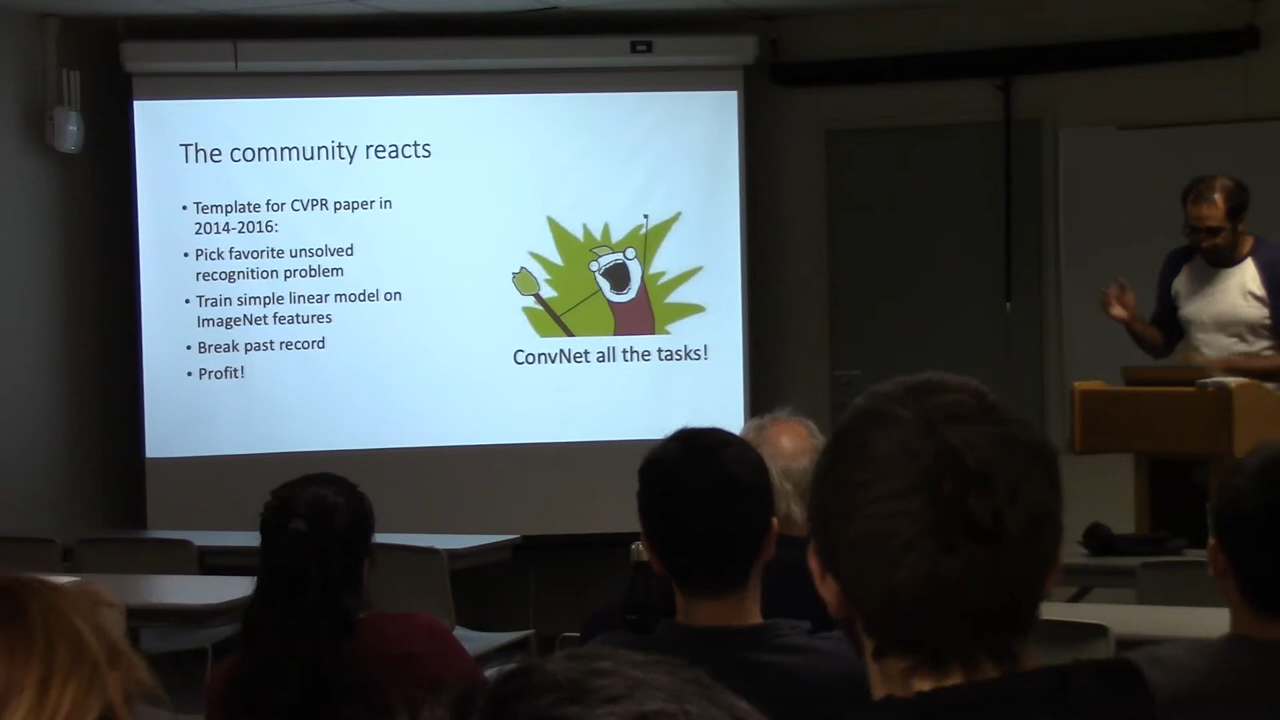 The community reacts
• Template for CVPR paper in
2014-2016:
• Pick favorite unsolved
recognition problem
• Train simple linear model on
ImageNet features
• Break past record
• Profit!
ConvNet all the tasks!